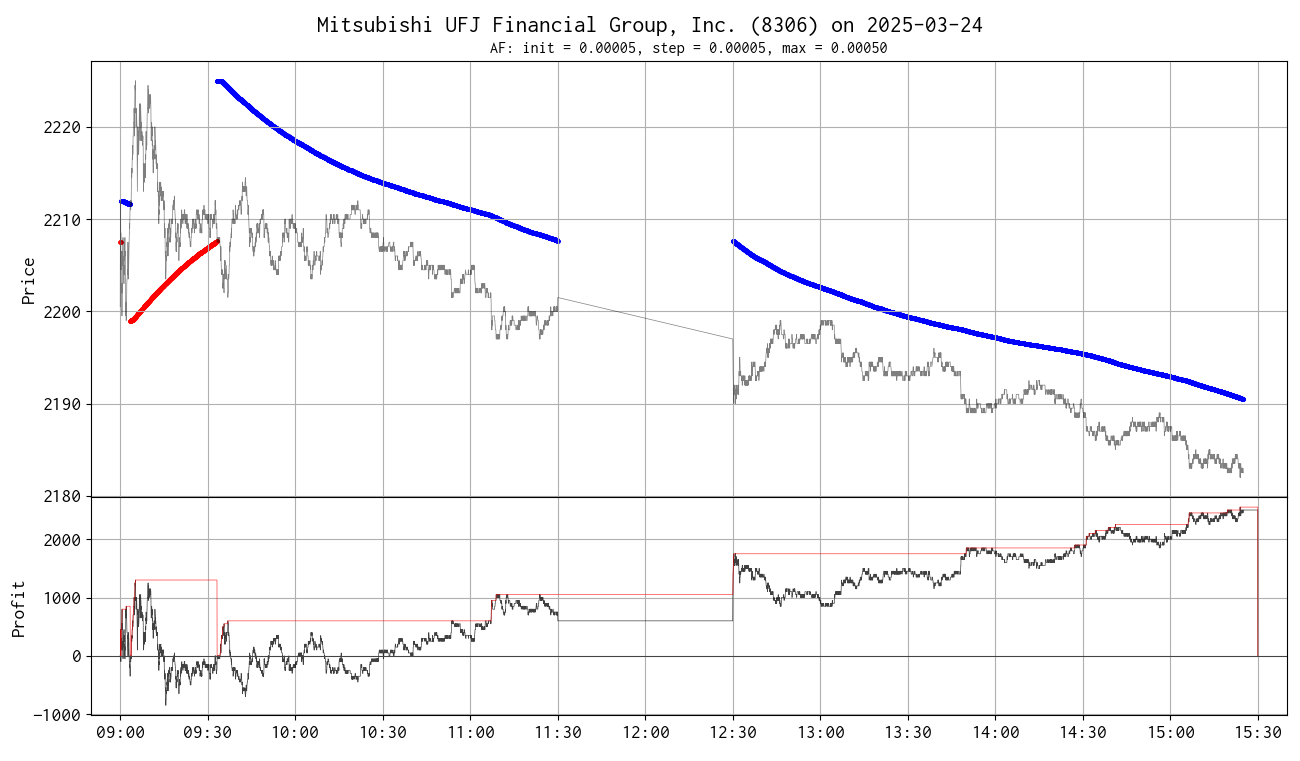 Mitsubishi UFJ Financial Group, Inc. (8306) on 2025-03-24
AF: init = 0.00005, step = 0.00005, max = 0.00050
Price
2220
2210
2200
2190
2180
Profit
2000
1000
0
−1000
09:00 09:30 10:00 10:30 11:00 11:30 12:00 12:30 13:00 13:30 14:00 14:30 15:00 15:30